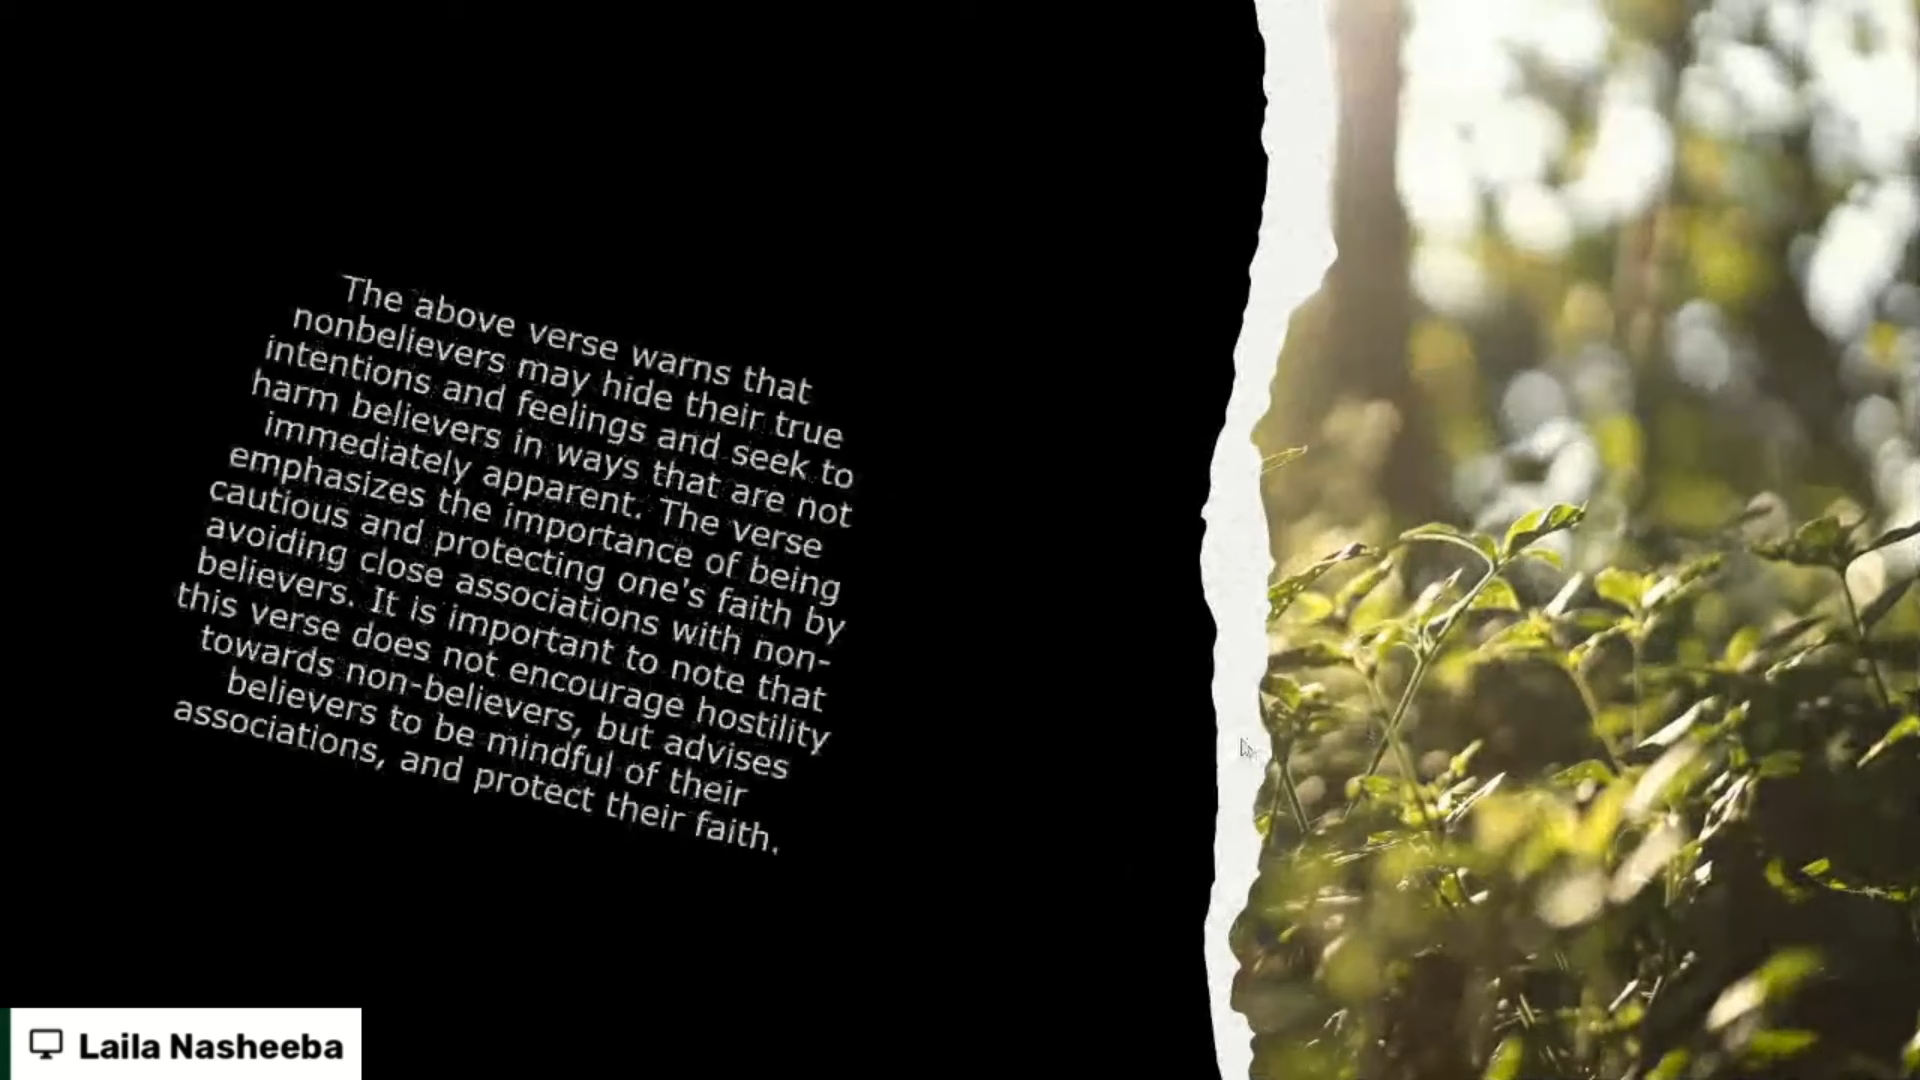 The above verse warns that
nonbelievers may hide their true
intentions and feelings and seek to
harm believers in ways that are not
immediately apparent. The verse
emphasizes the importance of being
cautious and protecting one's faith by
avoiding close associations with non-
believers. It is important to note that
this verse does not encourage hostility
towards non-believers, but advises
believers to be mindful of their
associations, and protect their faith.
Laila Nasheeba